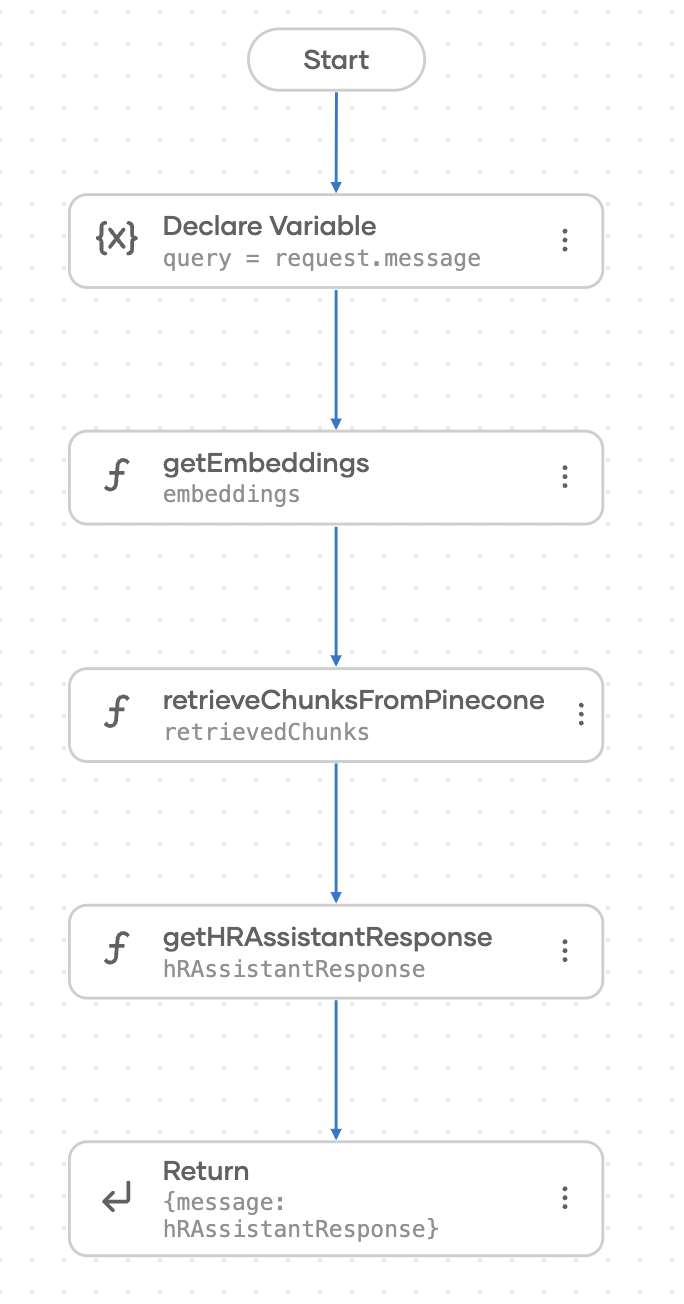 Start
Declare Variable
query = request.message
getEmbeddings
embeddings
retrieveChunksFromPinecone
retrievedChunks
getHRAssistantResponse
hRAssistantResponse
Return
{message:
hRAssistantResponse}